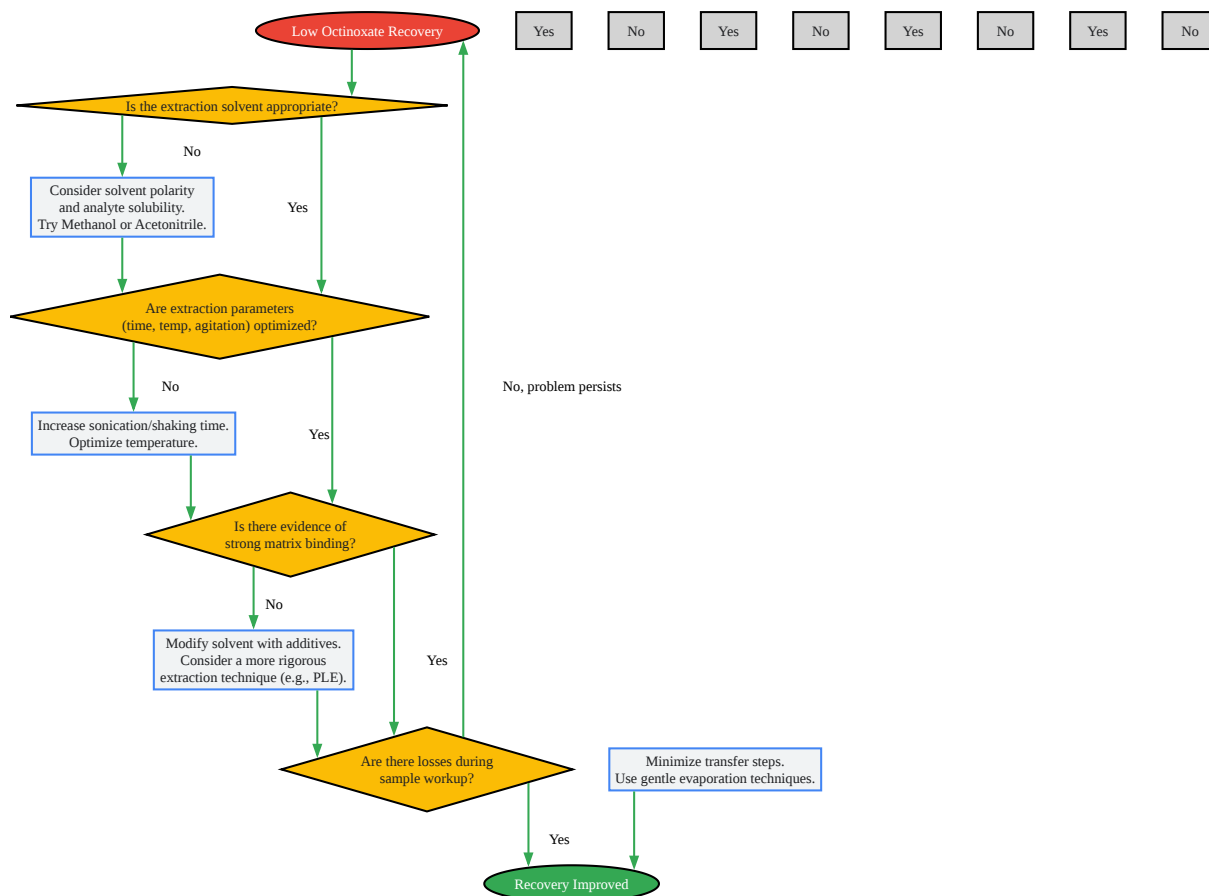 Low Octinoxate Recovery
Yes
No
Yes
No
Yes
No
Yes
No
Is the extraction solvent appropriate?
No
Consider solvent polarity
and analyte solubility.
Try Methanol or Acetonitrile.
Yes
Are extraction parameters
(time, temp, agitation) optimized?
No
No, problem persists
Increase sonication/shaking time.
Optimize temperature.
Yes
Is there evidence of
strong matrix binding?
No
Modify solvent with additives.
Consider a more rigorous
extraction technique (e.g., PLE).
Yes
Are there losses during
sample workup?
Minimize transfer steps.
Use gentle evaporation techniques.
Yes
Recovery Improved